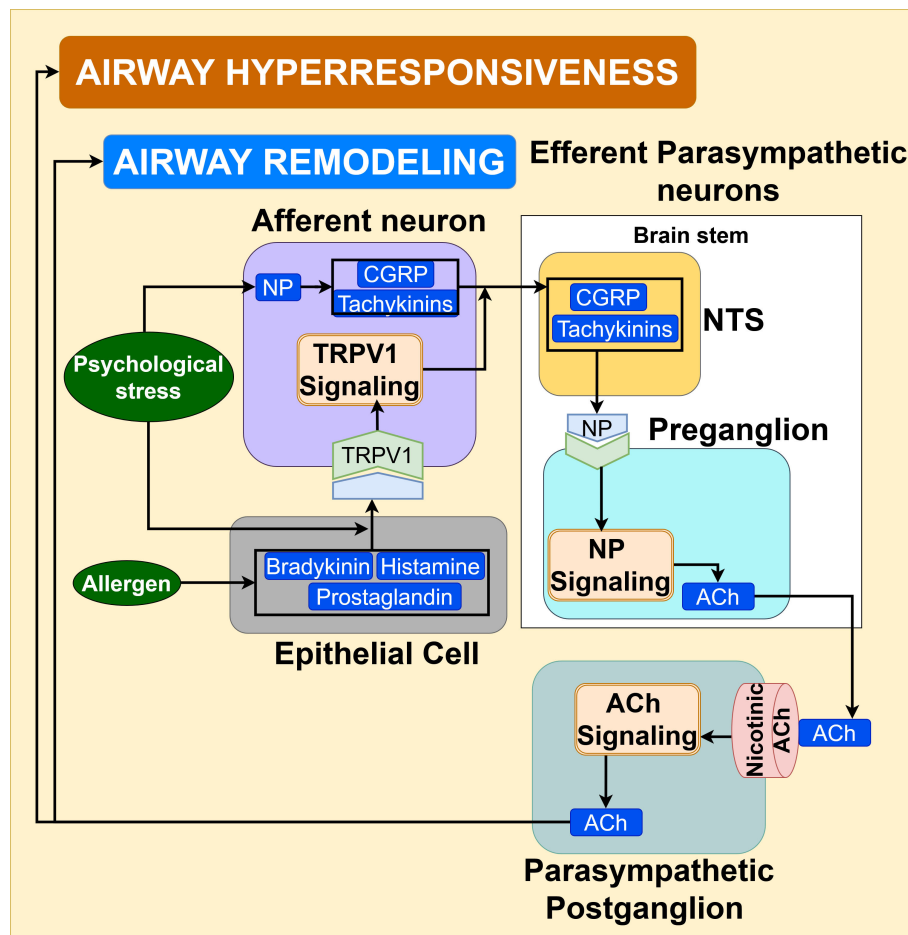 AIRWAY HYPERRESPONSIVENESS
AIRWAY REMODELING
Efferent Parasympathetic
neurons
Afferent neuron
Brain stem
NP
CGRP
Tachykinins
CGRP
Tachykinins
NTS
Psychological
stress
TRPV1
Signaling
NP
Preganglion
TRPV1
Bradykinin
Histamine
Prostaglandin
Allergen
NP
Signaling
ACh
Epithelial Cell
ACh
Signaling
Nicotinic
ACh
ACh
ACh
Parasympathetic
Postganglion